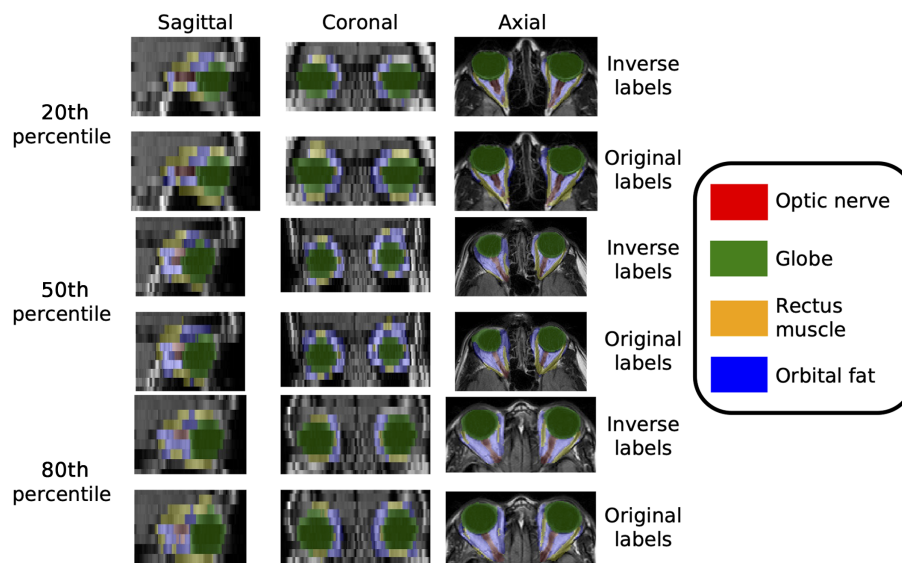 Sagittal Coronal Axial
Inverse
labels
20th
percentile
Original
labels
Inverse
labels
50th
percentile
Original
labels
Inverse
labels
80th
percentile
Original
labels
Optic nerve
Globe
Rectus
muscle
Orbital fat